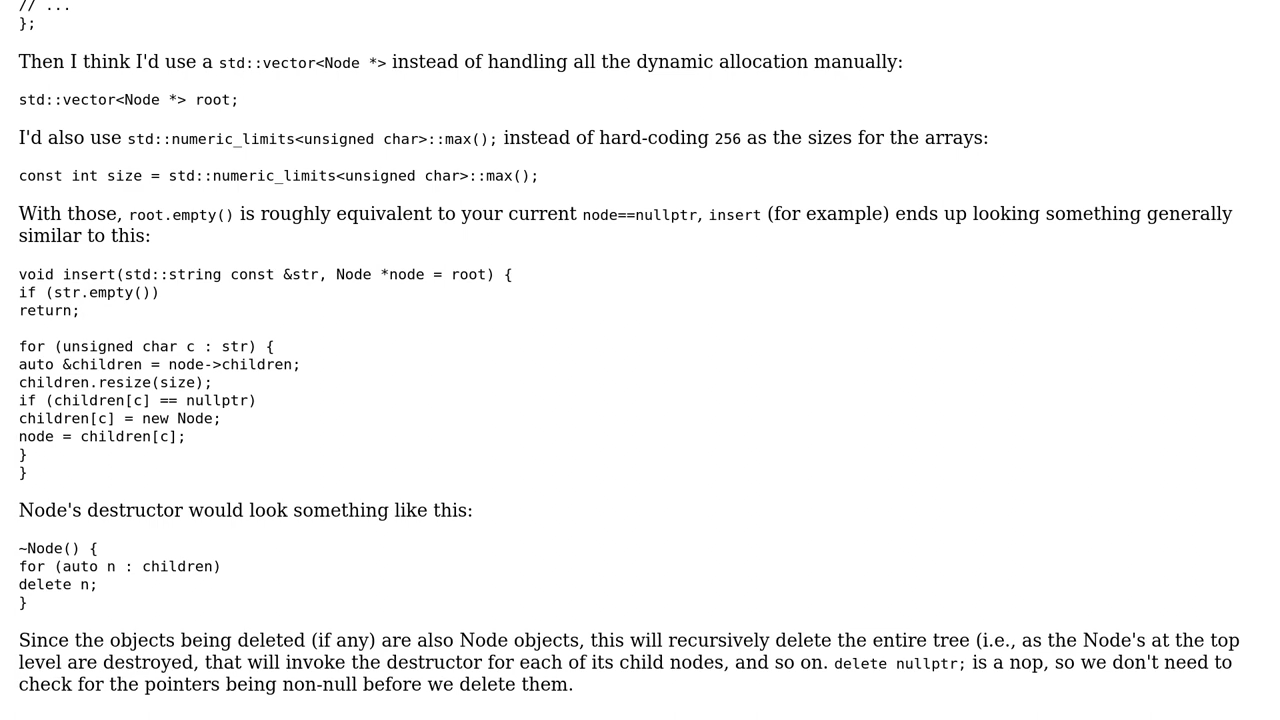 // ...
};
Then I think I'd use a std::vector<Node *> instead of handling all the dynamic allocation manually:
std::vector<Node *> root;
I'd also use std::numeric_limits<unsigned char>::max(); instead of hard-coding 256 as the sizes for the arrays:
const int size = std::numeric_limits<unsigned char>::max();
With those, root.empty() is roughly equivalent to your current node==nullptr, insert (for example) ends up looking something generally
similar to this:
void insert(std::string const &str, Node *node = root) {
if (str.empty())
return;
for (unsigned char c : str) {
auto &children = node->children;
children.resize(size);
if (children[c] == nullptr)
children[c] = new Node;
node = children[c];
}
}
Node's destructor would look something like this:
~Node() {
for (auto n : children)
delete n;
}
Since the objects being deleted (if any) are also Node objects, this will recursively delete the entire tree (i.e., as the Node's at the top
level are destroyed, that will invoke the destructor for each of its child nodes, and so on. delete nullptr; is a nop, so we don't need to
check for the pointers being non-null before we delete them.